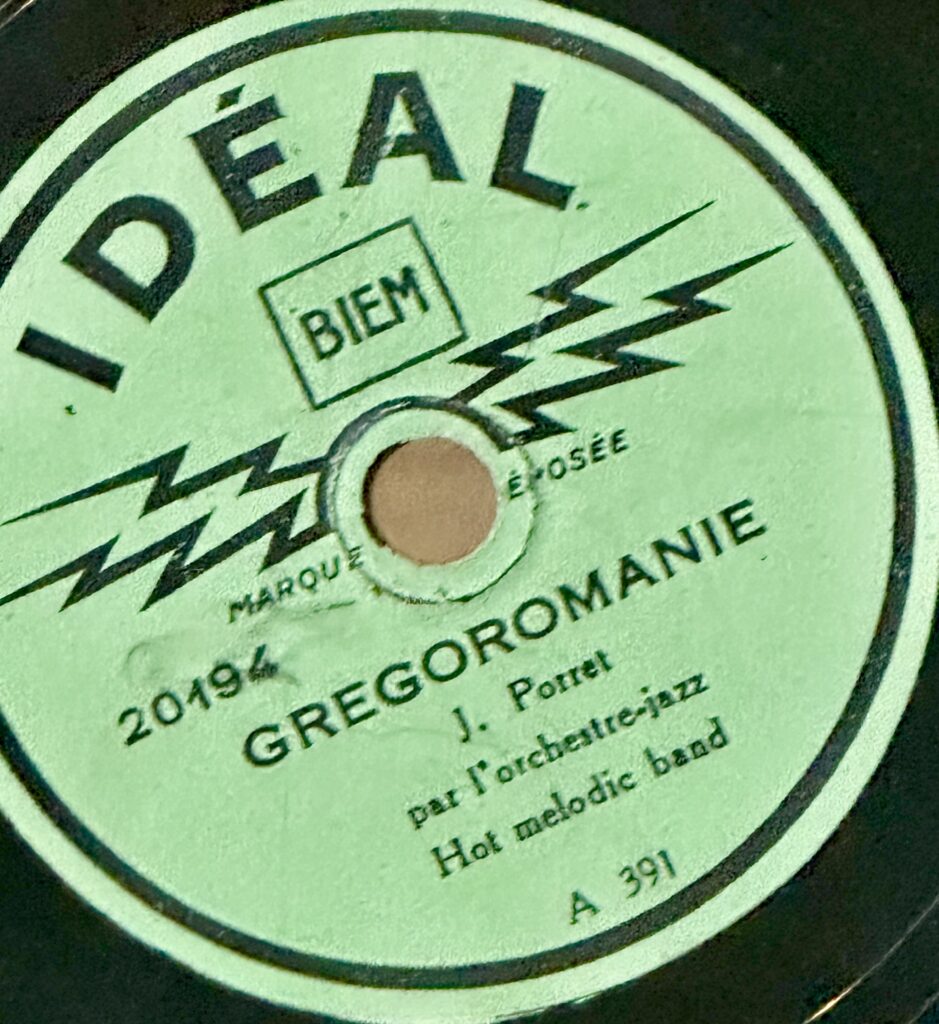 IDÉAL
BIEM
MARQUE ÉPOSÉE
20194
GREGOROMANIE
J. Porret
par l'orchestre-jazz
Hot melodic band
A 391